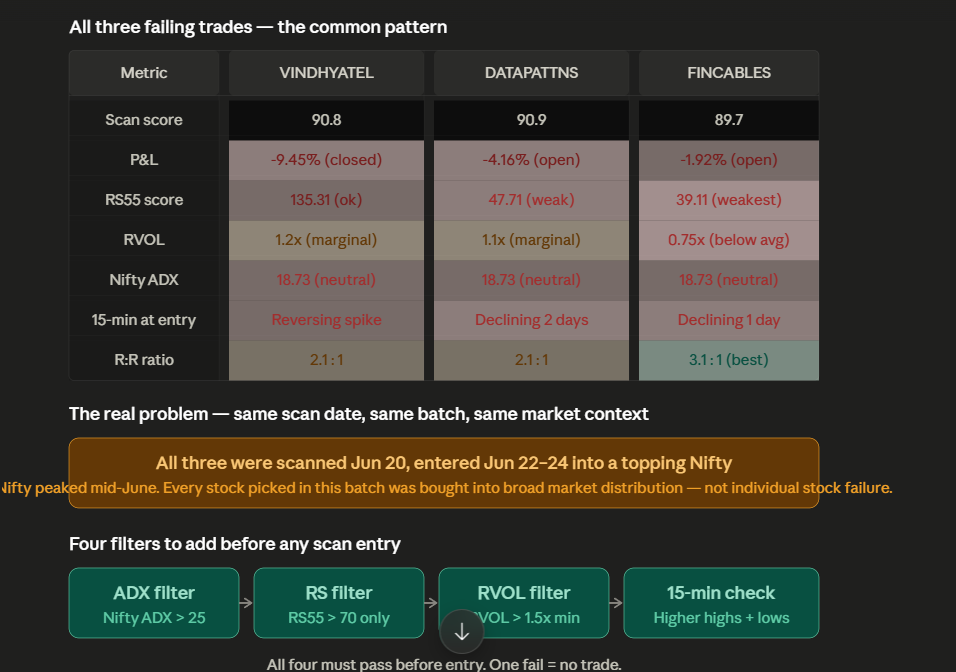 All three failing trades — the common pattern
Metric VINDHYATEL DATAPATTNS FINCABLES
Scan score 90.8 90.9 89.7
P&L -9.45% (closed) -4.16% (open) -1.92% (open)
RS55 score 135.31 (ok) 47.71 (weak) 39.11 (weakest)
RVOL 1.2x (marginal) 1.1x (marginal) 0.75x (below avg)
Nifty ADX 18.73 (neutral) 18.73 (neutral) 18.73 (neutral)
15-min at entry Reversing spike Declining 2 days Declining 1 day
R:R ratio 2.1 : 1 2.1 : 1 3.1 : 1 (best)
The real problem — same scan date, same batch, same market context
All three were scanned Jun 20, entered Jun 22–24 into a topping Nifty
Nifty peaked mid-June. Every stock picked in this batch was bought into broad market distribution — not individual stock failure.
Four filters to add before any scan entry
ADX filter RS filter RVOL filter 15-min check
Nifty ADX > 25 RS55 > 70 only RVOL > 1.5x min Higher highs + lows
All four must pass before entry. One fail = no trade.